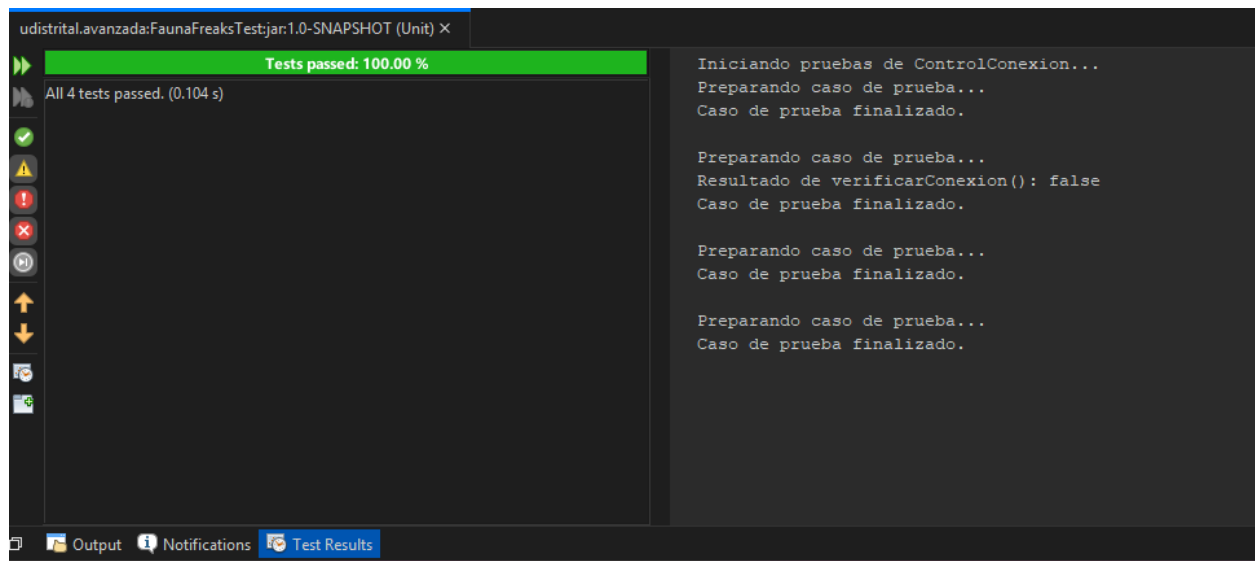 udistrital.avanzada:FaunaFreaksTest:jar:1.0-SNAPSHOT (Unit) ×
Tests passed: 100.00 %
All 4 tests passed. (0.104 s)
Iniciando pruebas de ControlConexion...
Preparando caso de prueba...
Caso de prueba finalizado.
Preparando caso de prueba...
Resultado de verificarConexion(): false
Caso de prueba finalizado.
Preparando caso de prueba...
Caso de prueba finalizado.
Preparando caso de prueba...
Caso de prueba finalizado.
Output Notifications Test Results